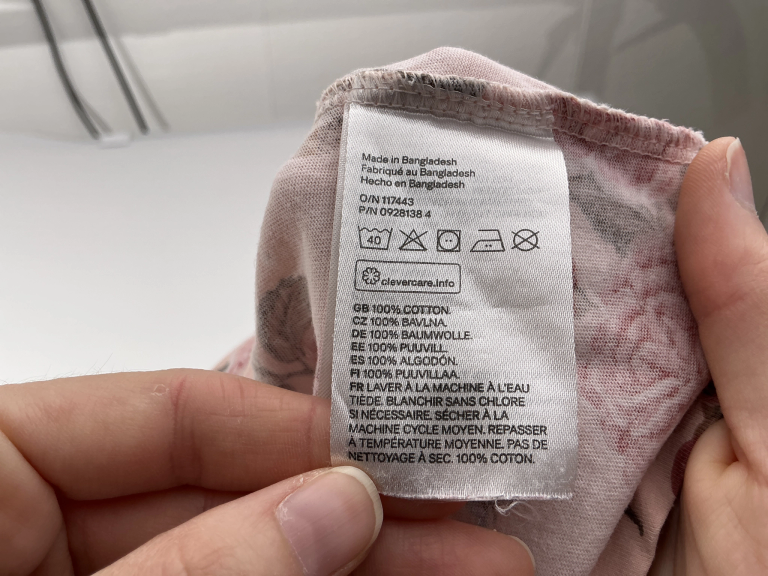 Made in Bangladesh
Fabriqué au Bangladesh
Hecho en Bangladesh
O/N 117443
P/N 0928138 4
40
clevercare.info
GB 100% COTTON.
CZ 100% BAVLNA.
DE 100% BAUMWOLLE.
EE 100% PUUVILL.
ES 100% ALGODÓN.
FI 100% PUUVILLAA.
FR LAVER À LA MACHINE À L'EAU
TIÈDE. BLANCHIR SANS CHLORE
SI NÉCESSAIRE. SÉCHER À LA
MACHINE CYCLE MOYEN. REPASSER
À TEMPÉRATURE MOYENNE. PAS DE
NETTOYAGE À SEC. 100% COTON.